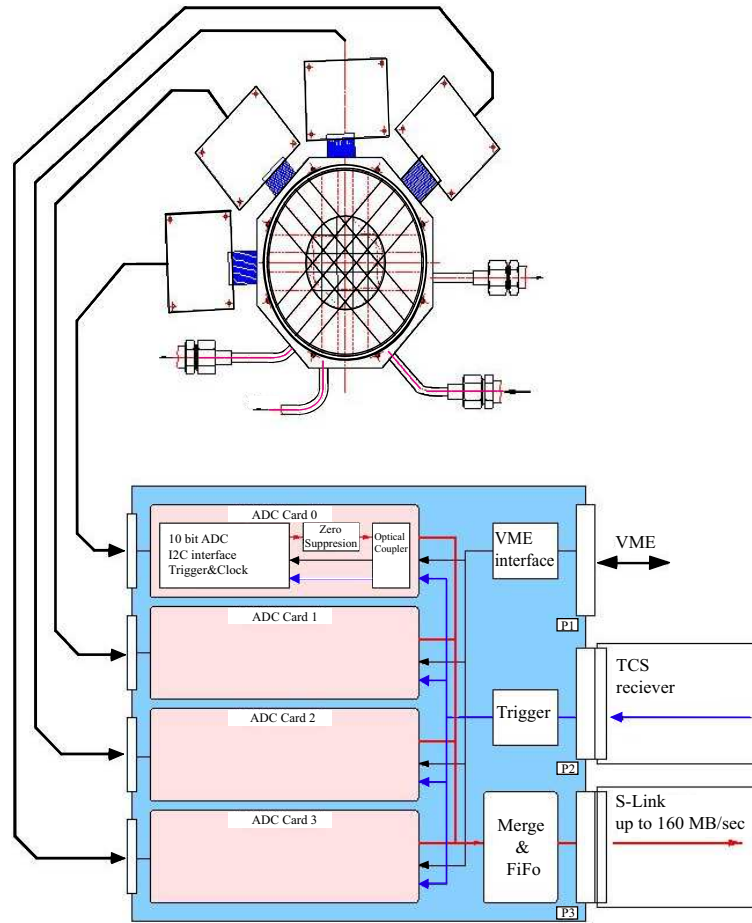 ADC Card 0
10 bit ADC
I2C interface
Trigger&Clock
Zero
Suppresion
Optical
Coupler
VME
interface
VME
P1
ADC Card 1
TCS
reciever
Trigger
P2
ADC Card 2
S-Link
up to 160 MB/sec
ADC Card 3
Merge
&
FiFo
P3